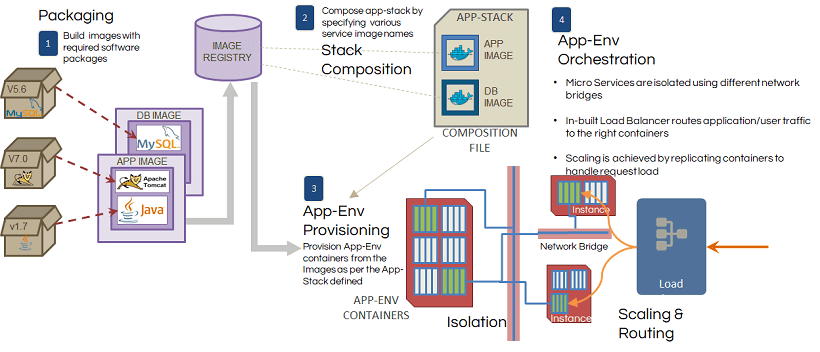 Packaging
1
Build images with
required software
packages
V5.6
MySQL
V7.0
v1.7
DB IMAGE
MySQL
APP IMAGE
Apache
Tomcat
Java
IMAGE
REGISTRY
2
Compose app-stack by
specifying various
service image names
Stack
Composition
APP-STACK
APP
IMAGE
DB
IMAGE
COMPOSITION
FILE
3
App-Env
Provisioning
Provision App-Env
containers from the
Images as per the App-
Stack defined
APP-ENV
CONTAINERS
Isolation
4
App-Env
Orchestration
• Micro Services are isolated using different network
bridges
• In-built Load Balancer routes application/user traffic
to the right containers
• Scaling is achieved by replicating containers to
handle request load
Instance
Network Bridge
Instance
Load
Scaling &
Routing